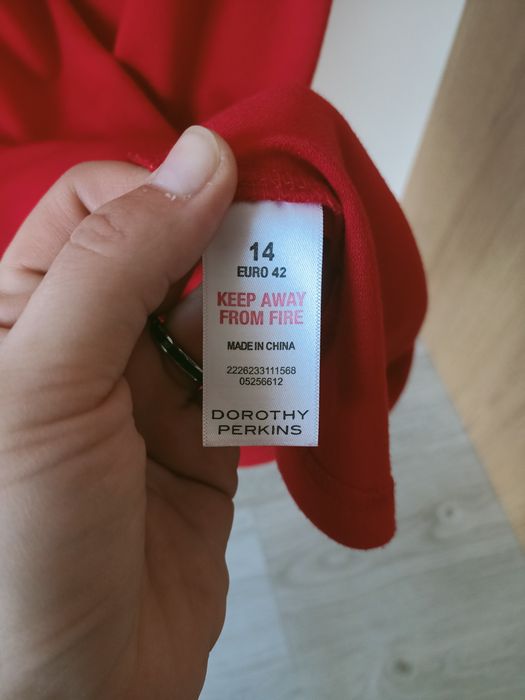 14
EURO 42
KEEP AWAY
FROM FIRE
MADE IN CHINA
2226233111568
05256612
DOROTHY
PERKINS